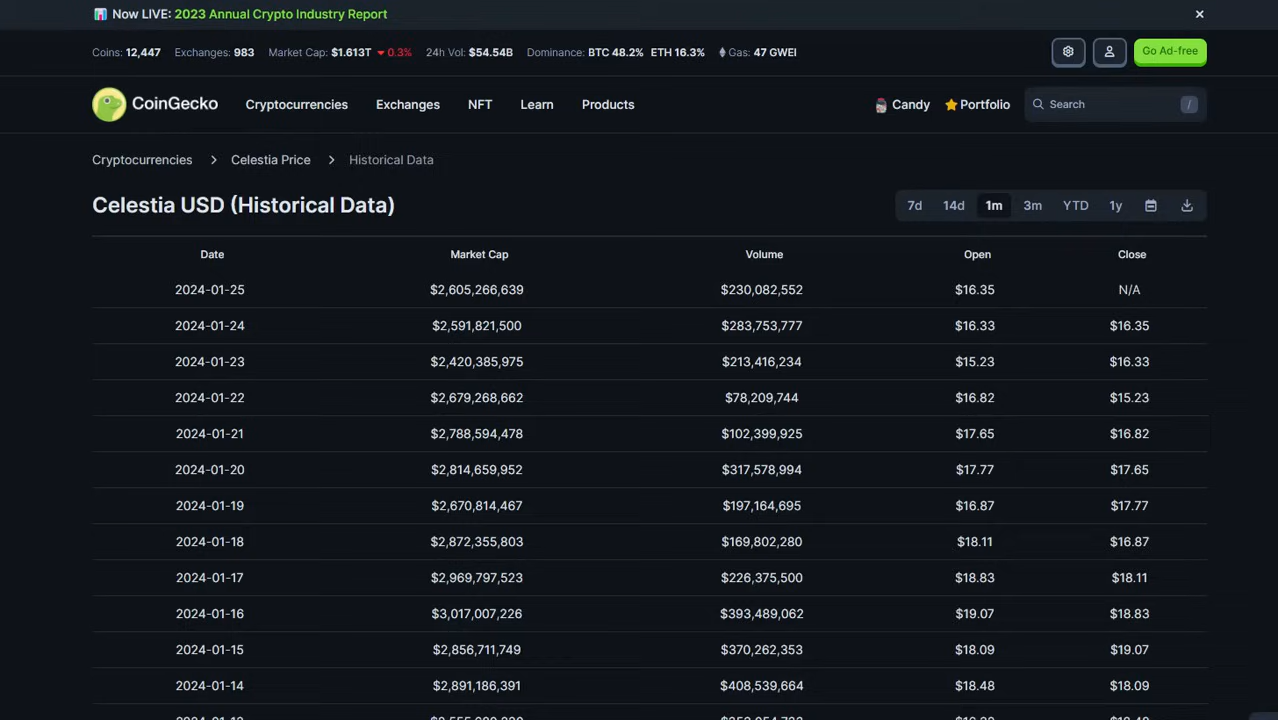 Now LIVE: 2023 Annual Crypto Industry Report
Coins: 12,447 Exchanges: 983 Market Cap: $1.613T 0.3% 24h Vol: $54.54B Dominance: BTC 48.2% ETH 16.3% Gas: 47 GWEI Go Ad-free
CoinGecko Cryptocurrencies Exchanges NFT Learn Products Candy Portfolio Search /
Cryptocurrencies > Celestia Price > Historical Data
Celestia USD (Historical Data) 7d 14d 1m 3m YTD 1y
Date Market Cap Volume Open Close
2024-01-25 $2,605,266,639 $230,082,552 $16.35 N/A
2024-01-24 $2,591,821,500 $283,753,777 $16.33 $16.35
2024-01-23 $2,420,385,975 $213,416,234 $15.23 $16.33
2024-01-22 $2,679,268,662 $78,209,744 $16.82 $15.23
2024-01-21 $2,788,594,478 $102,399,925 $17.65 $16.82
2024-01-20 $2,814,659,952 $317,578,994 $17.77 $17.65
2024-01-19 $2,670,814,467 $197,164,695 $16.87 $17.77
2024-01-18 $2,872,355,803 $169,802,280 $18.11 $16.87
2024-01-17 $2,969,797,523 $226,375,500 $18.83 $18.11
2024-01-16 $3,017,007,226 $393,489,062 $19.07 $18.83
2024-01-15 $2,856,711,749 $370,262,353 $18.09 $19.07
2024-01-14 $2,891,186,391 $408,539,664 $18.48 $18.09